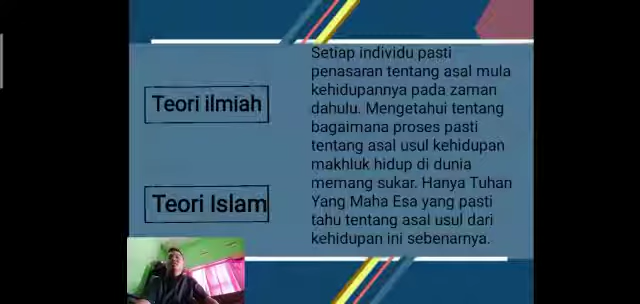 Teori ilmiah
Teori Islam
Setiap individu pasti
penasaran tentang asal mula
kehidupannya pada zaman
dahulu. Mengetahui tentang
bagaimana proses pasti
tentang asal usul kehidupan
makhluk hidup di dunia
memang sukar. Hanya Tuhan
Yang Maha Esa yang pasti
tahu tentang asal usul dari
kehidupan ini sebenarnya.